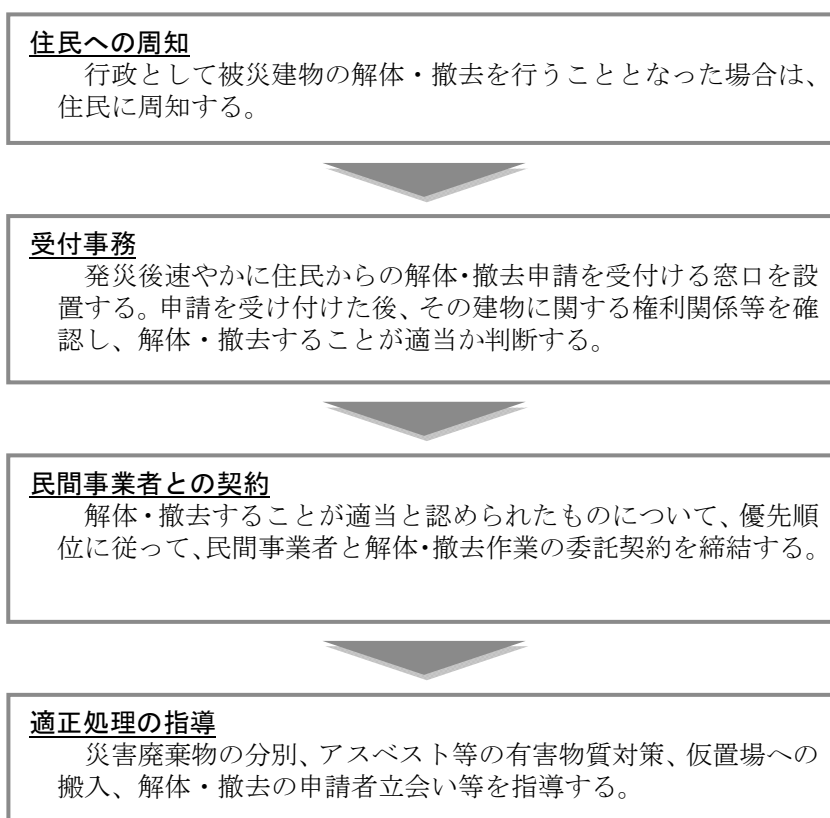 住民への周知
行政として被災建物の解体・撤去を行うこととなった場合は、
住民に周知する。
受付事務
発災後速やかに住民からの解体・撤去申請を受付ける窓口を設
置する。申請を受け付けた後、その建物に関する権利関係等を確
認し、解体・撤去することが適当か判断する。
民間事業者との契約
解体・撤去することが適当と認められたものについて、優先順
位に従って、民間事業者と解体・撤去作業の委託契約を締結する。
適正処理の指導
災害廃棄物の分別、アスベスト等の有害物質対策、仮置場への
搬入、解体・撤去の申請者立会い等を指導する。